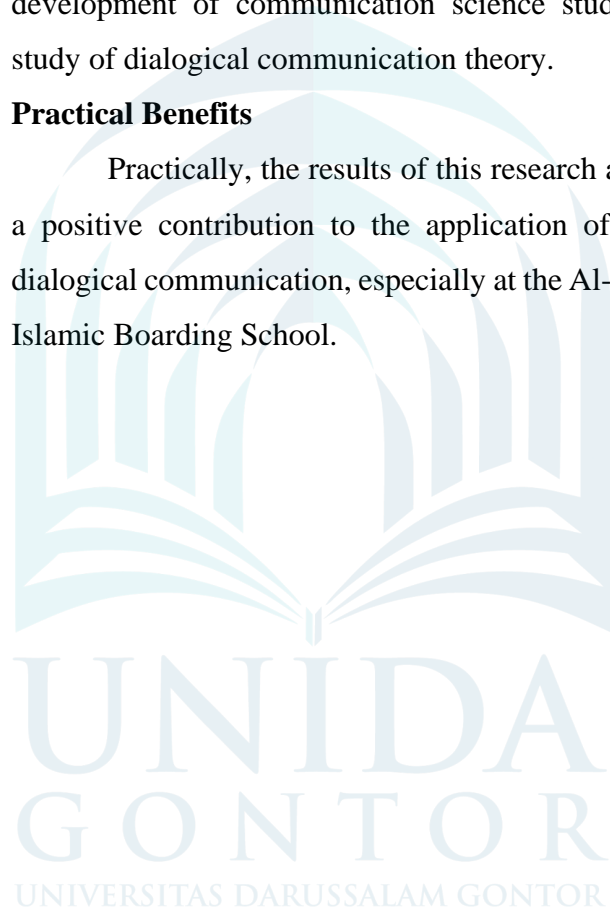 development of communication science stud
study of dialogical communication theory.
Practical Benefits
Practically, the results of this research a
a positive contribution to the application of
dialogical communication, especially at the Al-
Islamic Boarding School.
UNIDA
GONTOR
UNIVERSITAS DARUSSALAM GONTOR